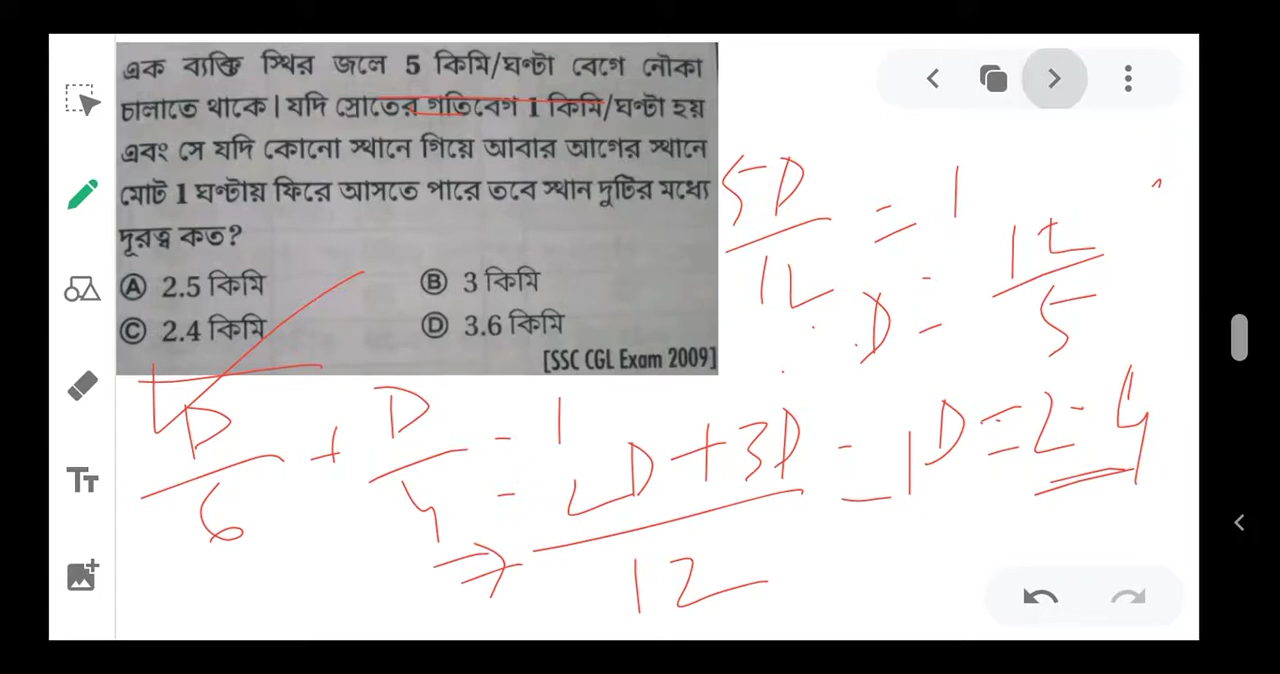 এক ব্যক্তি স্থির জলে 5 কিমি/ঘণ্টা বেগে নৌকা
চালাতে থাকে। যদি স্রোতের গতিবেগ 1 কিমি/ঘণ্টা হয়
এবং সে যদি কোনো স্থানে গিয়ে আবার আগের স্থানে
মোট 1 ঘণ্টায় ফিরে আসতে পারে তবে স্থান দুটির মধ্যে
দূরত্ব কত?
Ⓐ 2.5 কিমি Ⓑ 3 কিমি
Ⓒ 2.4 কিমি Ⓓ 3.6 কিমি
[SSC CGL Exam 2009]
D/6 + D/4 = 1
⇒ 2D + 3D / 12 = 1
5D/12 = 1
D = 12/5
D = 2.4
TT